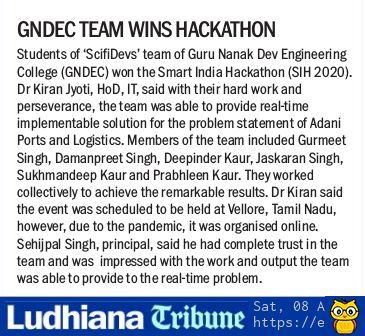 GNDEC TEAM WINS HACKATHON
Students of ‘ScifiDevs’ team of Guru Nanak Dev Engineering
College (GNDEC) won the Smart India Hackathon (SIH 2020).
Dr Kiran Jyoti, HoD, IT, said with their hard work and
perseverance, the team was able to provide real-time
implementable solution for the problem statement of Adani
Ports and Logistics. Members of the team included Gurmeet
Singh, Damanpreet Singh, Deepinder Kaur, Jaskaran Singh,
Sukhmandeep Kaur and Prabhleen Kaur. They worked
collectively to achieve the remarkable results. Dr Kiran said
the event was scheduled to be held at Vellore, Tamil Nadu,
however, due to the pandemic, it was organised online.
Sehijpal Singh, principal, said he had complete trust in the
team and was impressed with the work and output the team
was able to provide to the real-time problem.
Ludhiana Tribune
Sat, 08 A
https://e